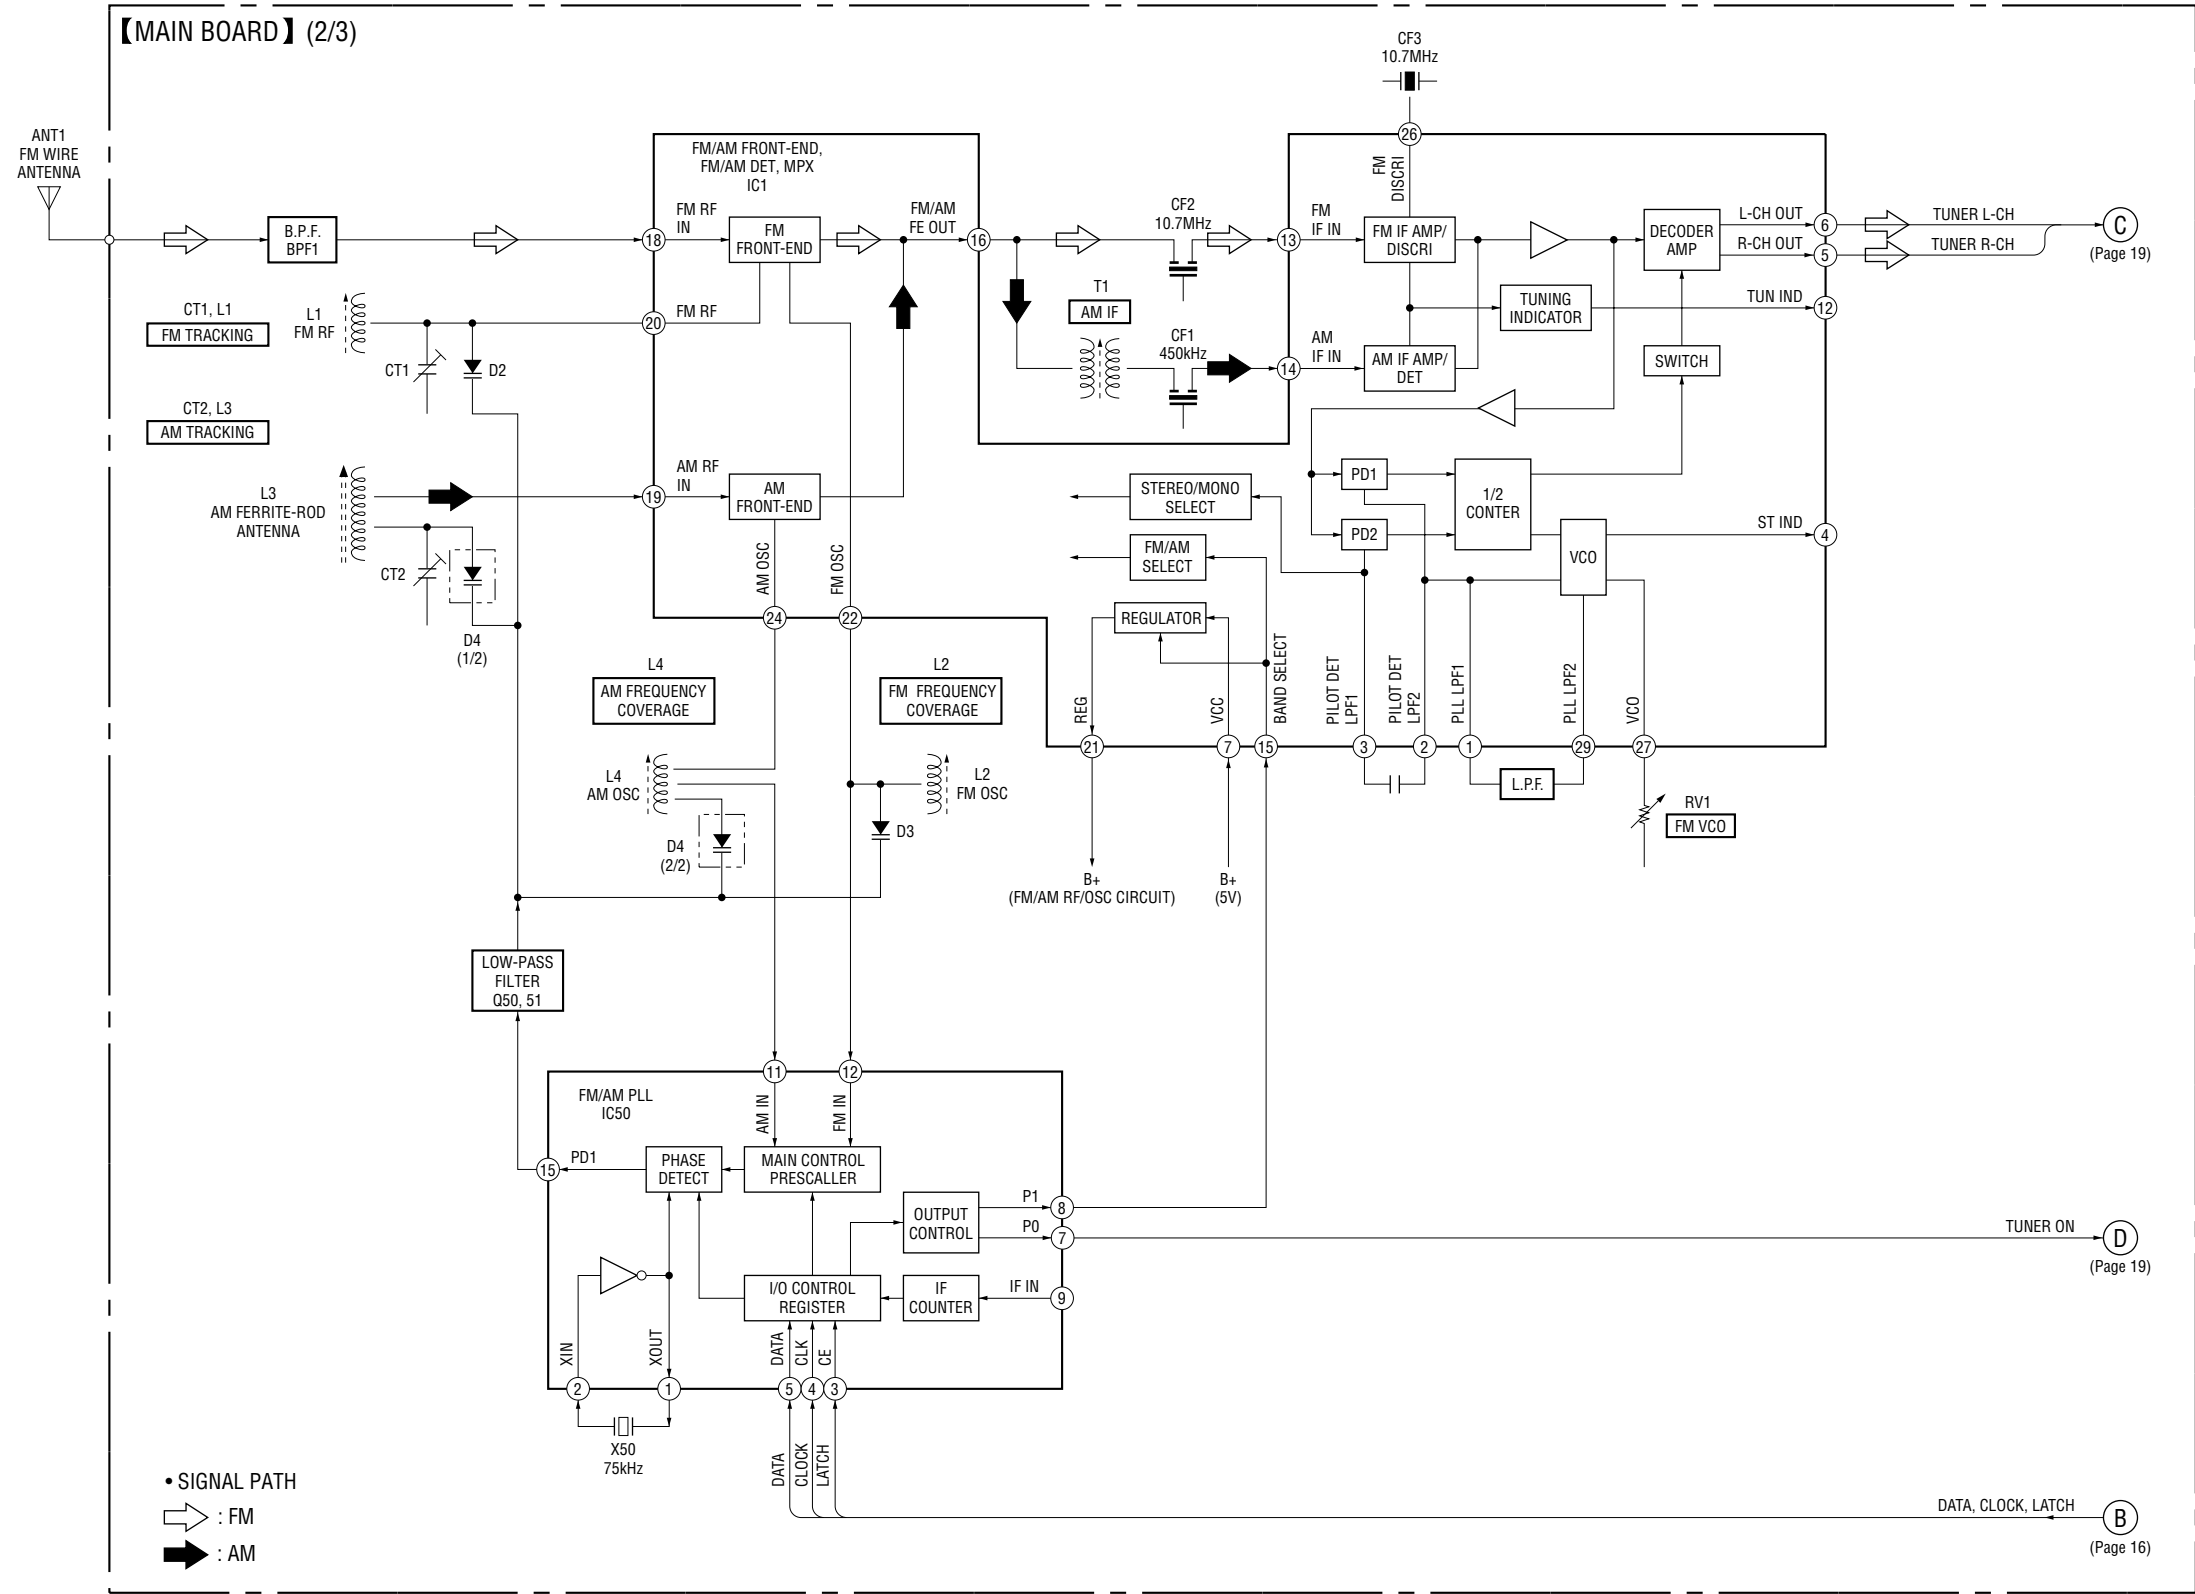 【MAIN BOARD】 (2/3)
CF3
10.7MHz
ANT1
FM WIRE
ANTENNA
B.P.F.
BPF1
FM/AM FRONT-END,
FM/AM DET, MPX
IC1
FM RF
IN
18
FM
FRONT-END
FM/AM
FE OUT
16
CF2
10.7MHz
26
FM
DISCRI
FM
IF IN
13
FM IF AMP/
DISCRI
DECODER
AMP
L-CH OUT
6
TUNER L-CH
R-CH OUT
5
TUNER R-CH
C
(Page 19)
CT1, L1
FM TRACKING
L1
FM RF
FM RF
20
CT1
D2
T1
AM IF
CF1
450kHz
AM
IF IN
14
AM IF AMP/
DET
TUNING
INDICATOR
TUN IND
12
SWITCH
CT2, L3
AM TRACKING
L3
AM FERRITE-ROD
ANTENNA
AM RF
IN
19
AM
FRONT-END
CT2
D4
(1/2)
AM OSC
FM OSC
24
22
STEREO/MONO
SELECT
FM/AM
SELECT
REGULATOR
PD1
PD2
1/2
CONTER
VCO
ST IND
4
REG
VCC
BAND SELECT
PILOT DET
LPF1
PILOT DET
LPF2
PLL LPF1
PLL LPF2
VCO
21
7
15
3
2
1
29
27
L.P.F.
RV1
FM VCO
L4
AM FREQUENCY
COVERAGE
L2
FM FREQUENCY
COVERAGE
L4
AM OSC
L2
FM OSC
D4
(2/2)
D3
B+
(FM/AM RF/OSC CIRCUIT)
B+
(5V)
LOW-PASS
FILTER
Q50, 51
11
12
FM/AM PLL
IC50
AM IN
FM IN
15
PD1
PHASE
DETECT
MAIN CONTROL
PRESCALLER
OUTPUT
CONTROL
P1
8
P0
7
TUNER ON
D
(Page 19)
I/O CONTROL
REGISTER
IF
COUNTER
IF IN
9
XIN
XOUT
DATA
CLK
CE
2
1
5
4
3
X50
75kHz
DATA
CLOCK
LATCH
DATA, CLOCK, LATCH
B
(Page 16)
• SIGNAL PATH
: FM
: AM